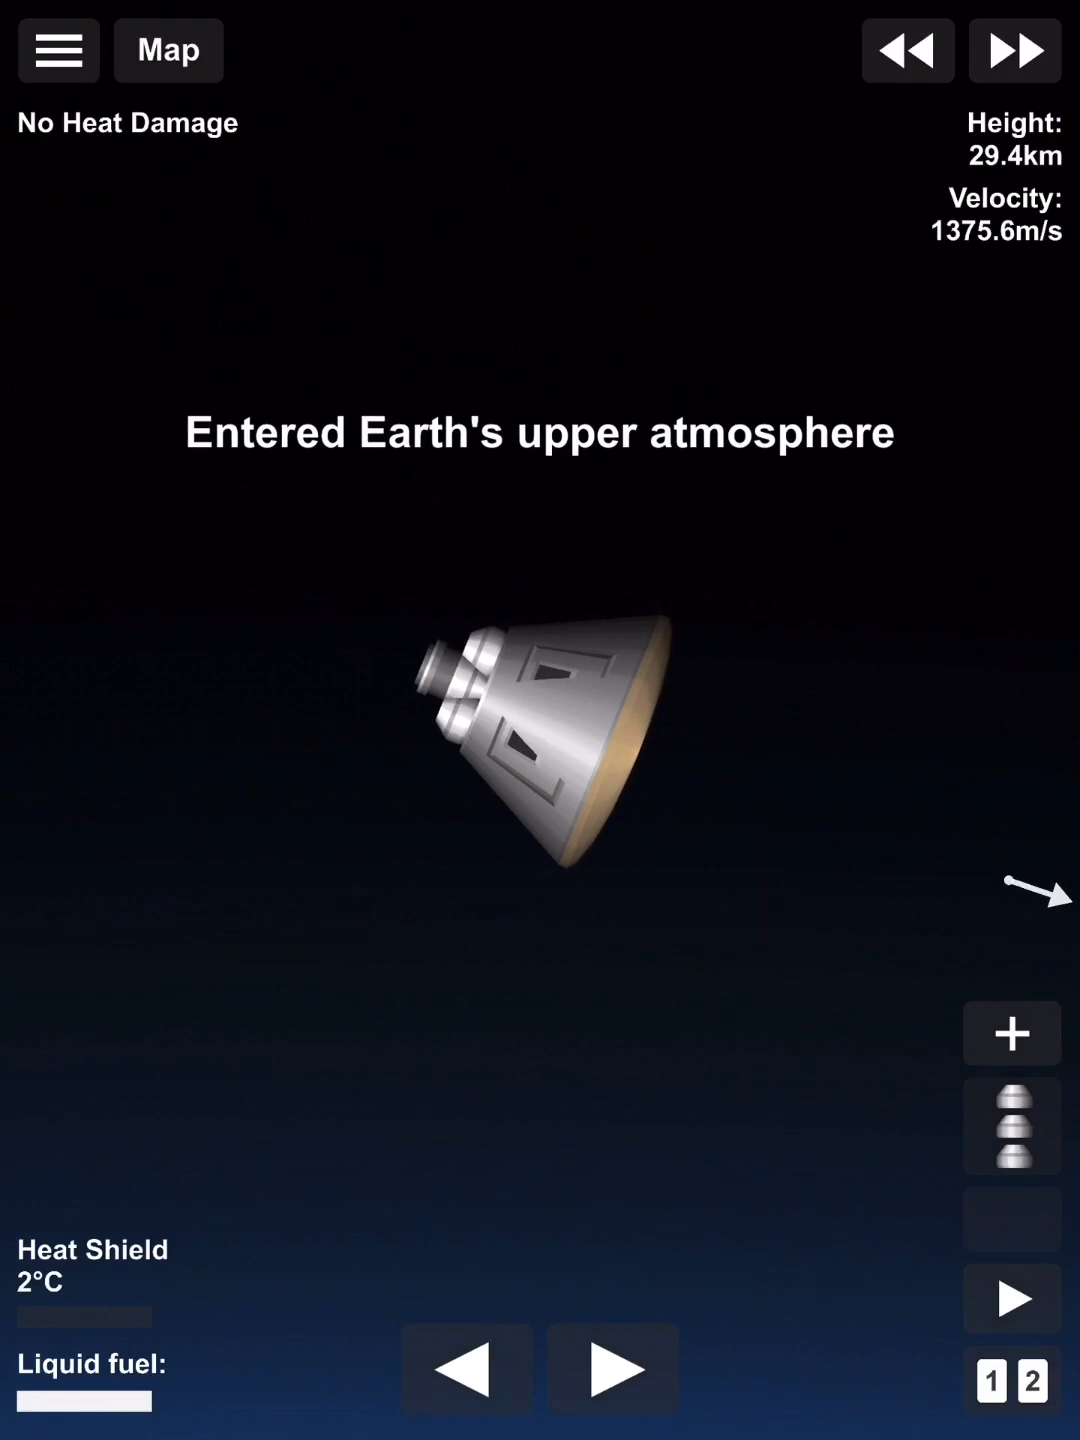 Map
No Heat Damage
Height:
29.4km
Velocity:
1375.6m/s
Entered Earth's upper atmosphere
Heat Shield
2°C
Liquid fuel:
1 2